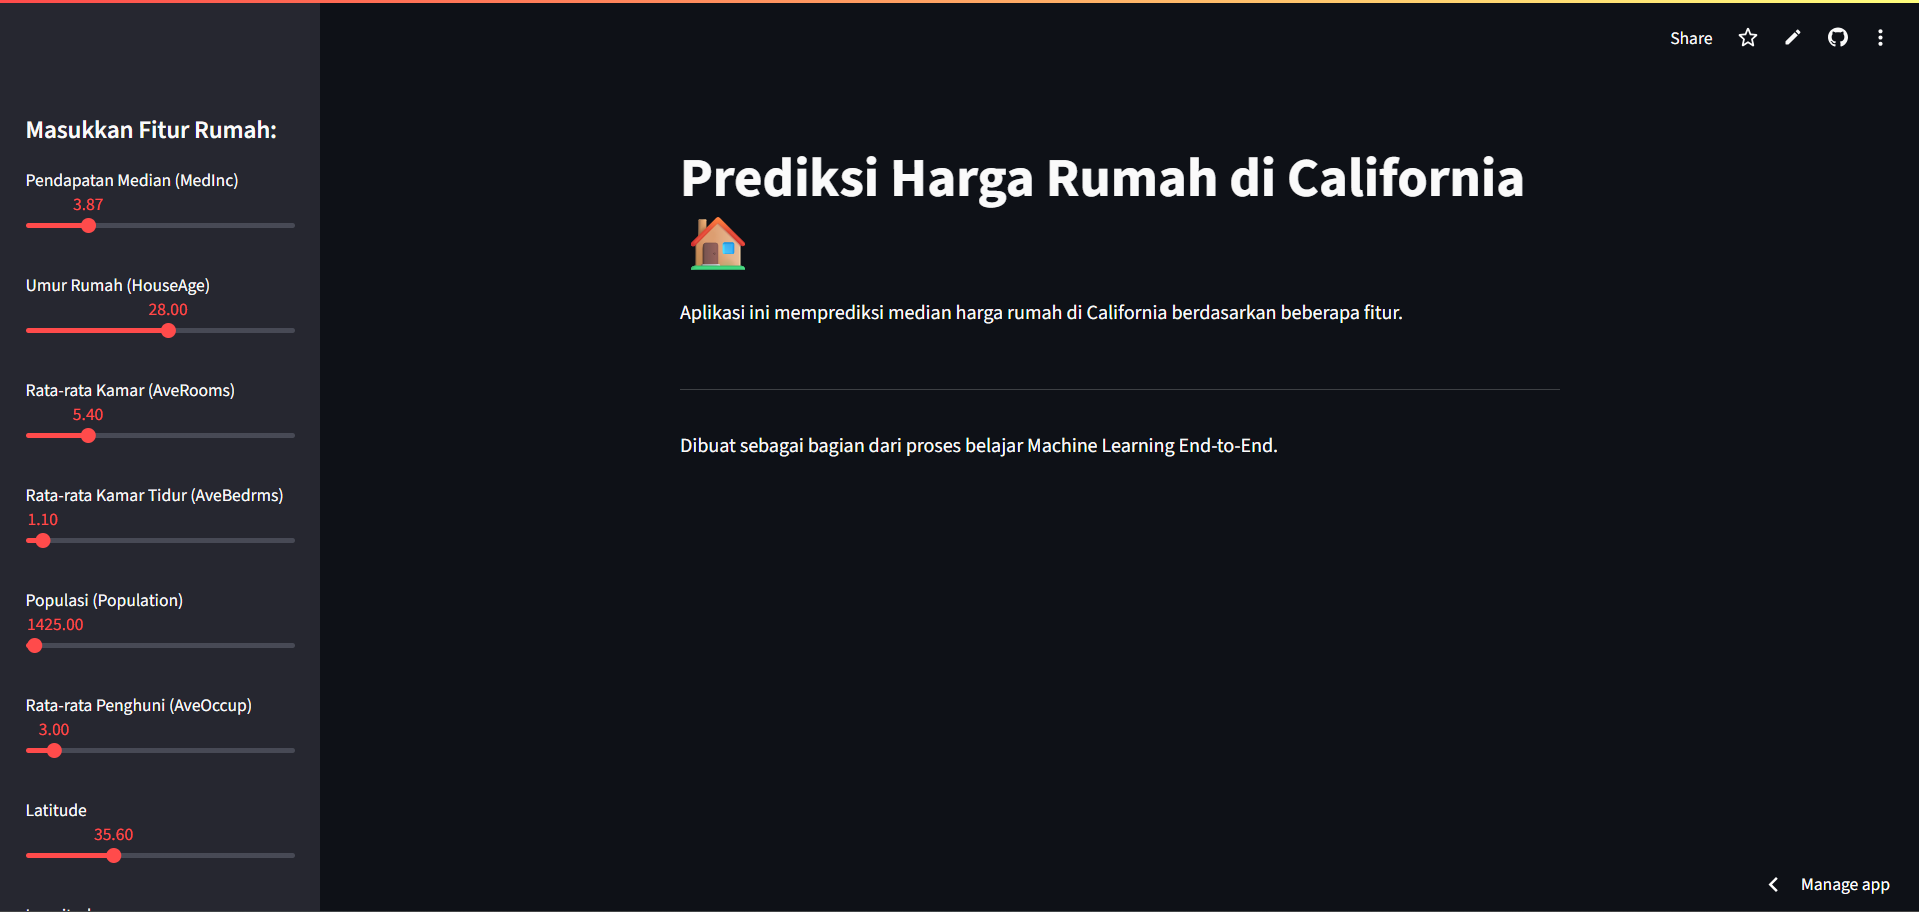 Share
Masukkan Fitur Rumah:
Pendapatan Median (MedInc)
3.87
Umur Rumah (HouseAge)
28.00
Rata-rata Kamar (AveRooms)
5.40
Rata-rata Kamar Tidur (AveBedrms)
1.10
Populasi (Population)
1425.00
Rata-rata Penghuni (AveOccup)
3.00
Latitude
35.60
Prediksi Harga Rumah di California
Aplikasi ini memprediksi median harga rumah di California berdasarkan beberapa fitur.
Dibuat sebagai bagian dari proses belajar Machine Learning End-to-End.
Manage app